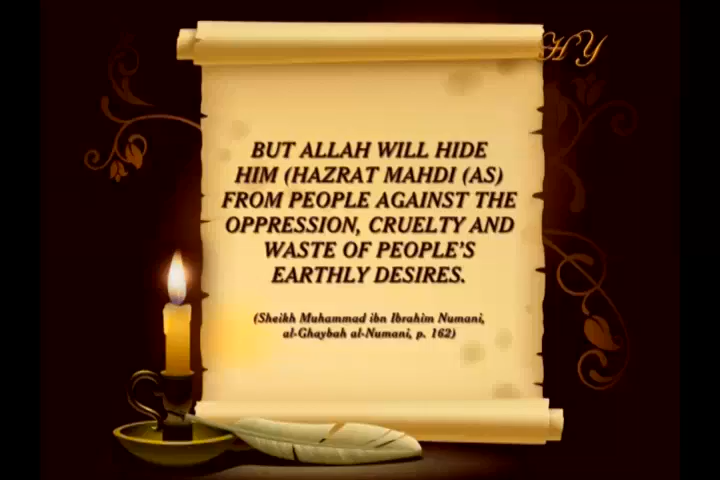 HY
BUT ALLAH WILL HIDE
HIM (HAZRAT MAHDI (AS)
FROM PEOPLE AGAINST THE
OPPRESSION, CRUELTY AND
WASTE OF PEOPLE'S
EARTHLY DESIRES.
(Sheikh Muhammad ibn Ibrahim Numani,
al-Ghaybah al-Numani, p. 162)